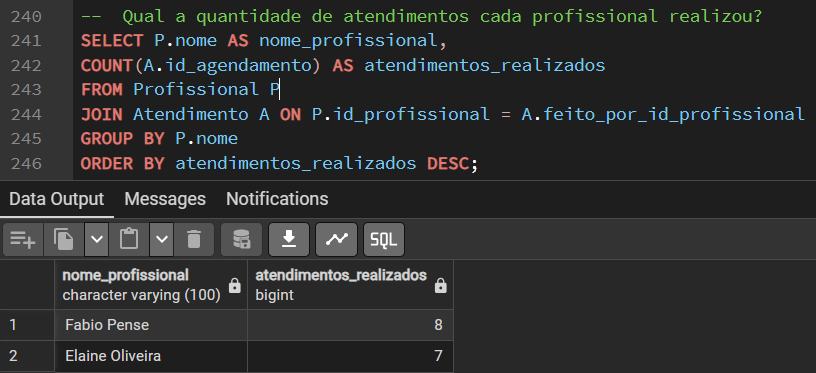 240 -- Qual a quantidade de atendimentos cada profissional realizou?
241 SELECT P.nome AS nome_profissional,
242 COUNT(A.id_agendamento) AS atendimentos_realizados
243 FROM Profissional P
244 JOIN Atendimento A ON P.id_profissional = A.feito_por_id_profissional
245 GROUP BY P.nome
246 ORDER BY atendimentos_realizados DESC;
Data Output Messages Notifications
SQL
nome_profissional atendimentos_realizados
character varying (100) bigint
1 Fabio Pense 8
2 Elaine Oliveira 7